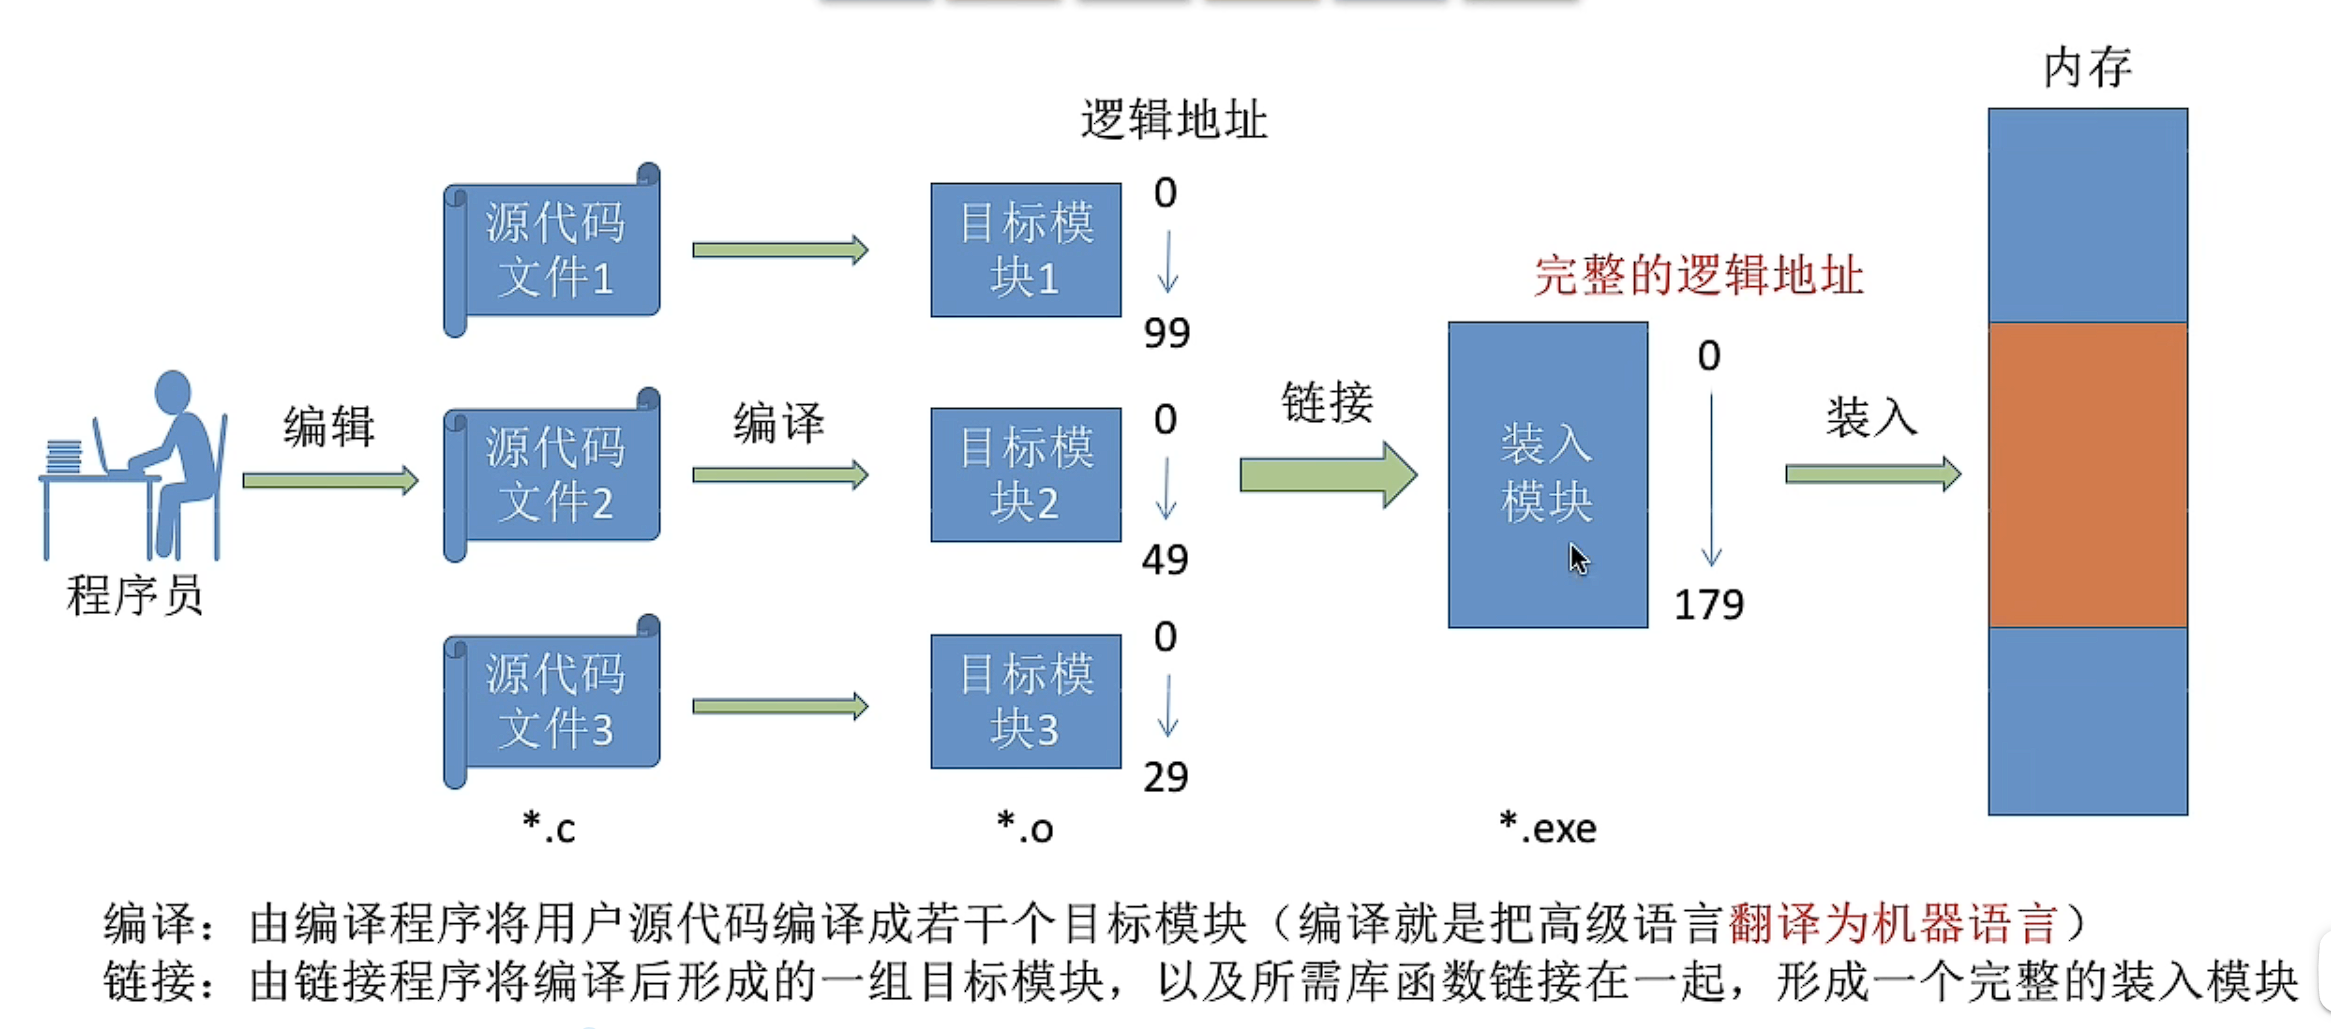 内存
逻辑地址
源代码
文件1
目标模
块1
0
99
完整的逻辑地址
程序员
编辑
源代码
文件2
编译
目标模
块2
0
49
链接
装入
模块
0
179
装入
源代码
文件3
目标模
块3
0
29
*.c
*.o
*.exe
编译：由编译程序将用户源代码编译成若干个目标模块（编译就是把高级语言翻译为机器语言）
链接：由链接程序将编译后形成的一组目标模块，以及所需库函数链接在一起，形成一个完整的装入模块